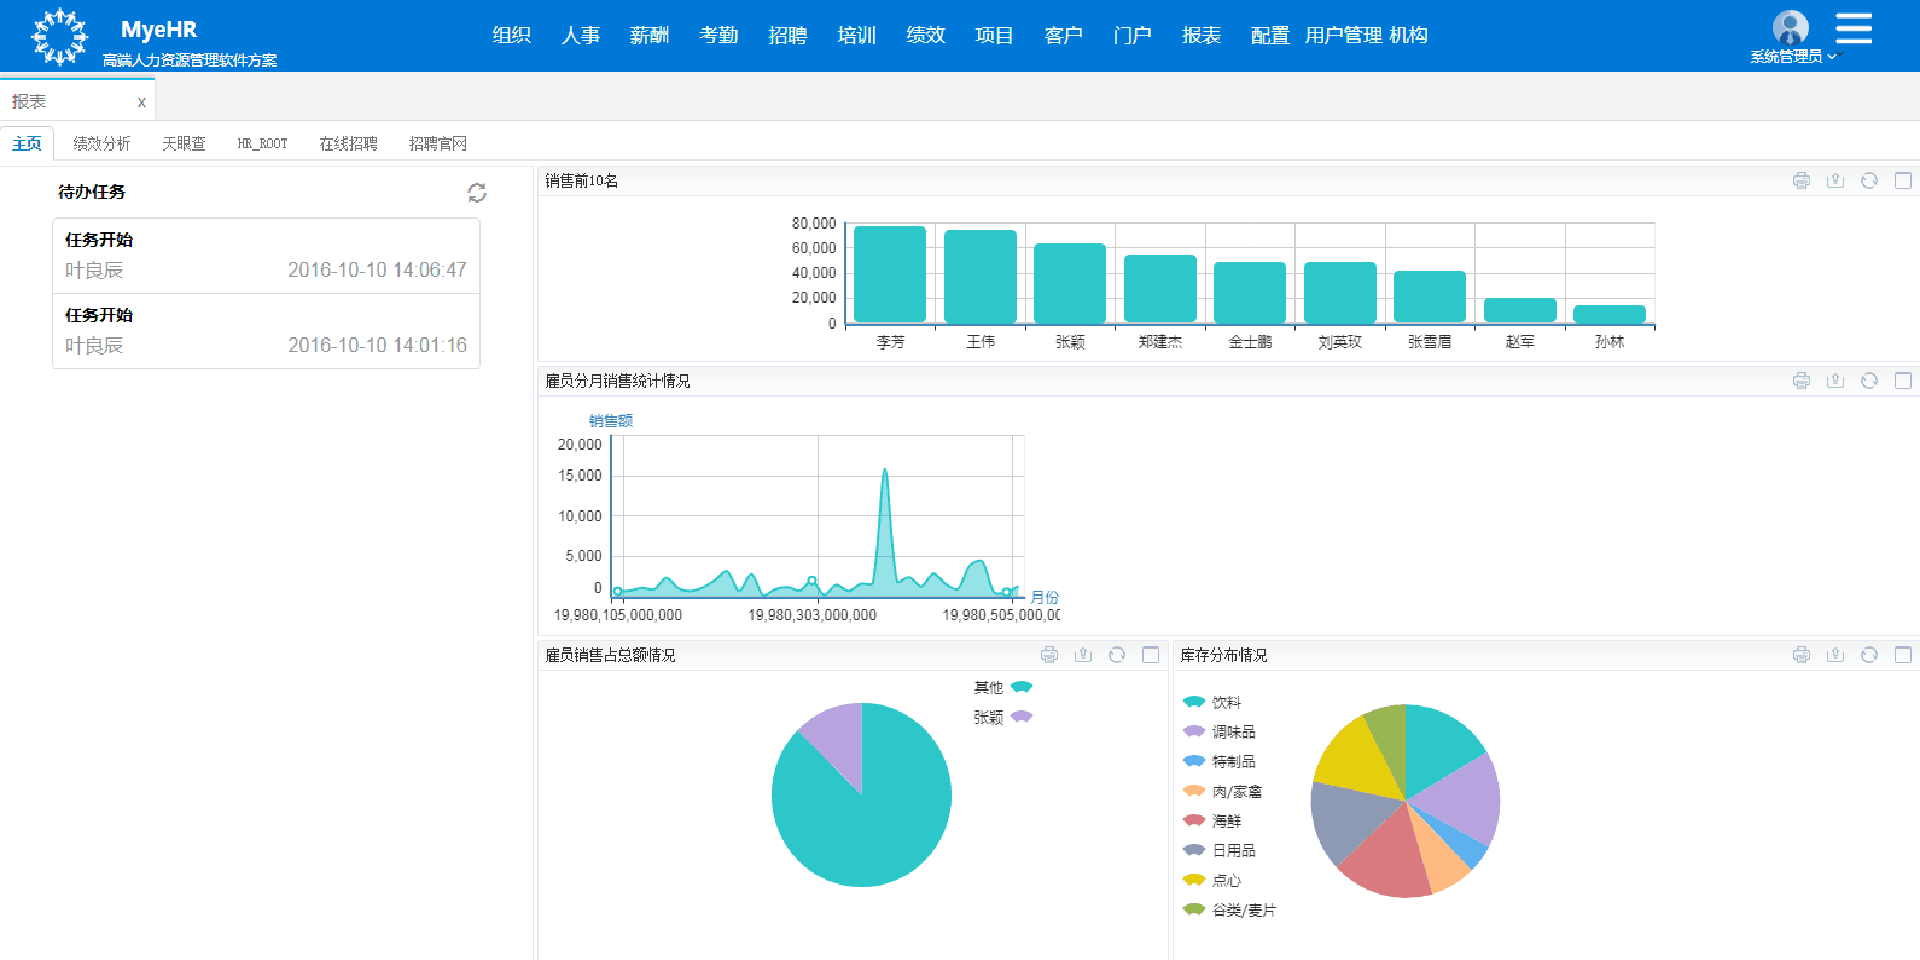 MyeHR
高端人力资源管理软件方案
组织 人事 薪酬 考勤 招聘 培训 绩效 项目 客户 门户 报表 配置 用户管理 机构
系统管理员
报表 x
主页 绩效分析 天眼查 HR_ROOT 在线招聘 招聘官网
待办任务
任务开始
叶良辰 2016-10-10 14:06:47
任务开始
叶良辰 2016-10-10 14:01:16
销售前10名
80,000
60,000
40,000
20,000
0
李芳 王伟 张颖 郑建杰 金士鹏 刘英玫 张雪眉 赵军 孙林
雇员分月销售统计情况
销售额
20,000
15,000
10,000
5,000
0
月份
19,980,105,000,000 19,980,303,000,000 19,980,505,000,00
雇员销售占总额情况
其他
张颖
库存分布情况
饮料
调味品
特制品
肉/家禽
海鲜
日用品
点心
谷类/麦片